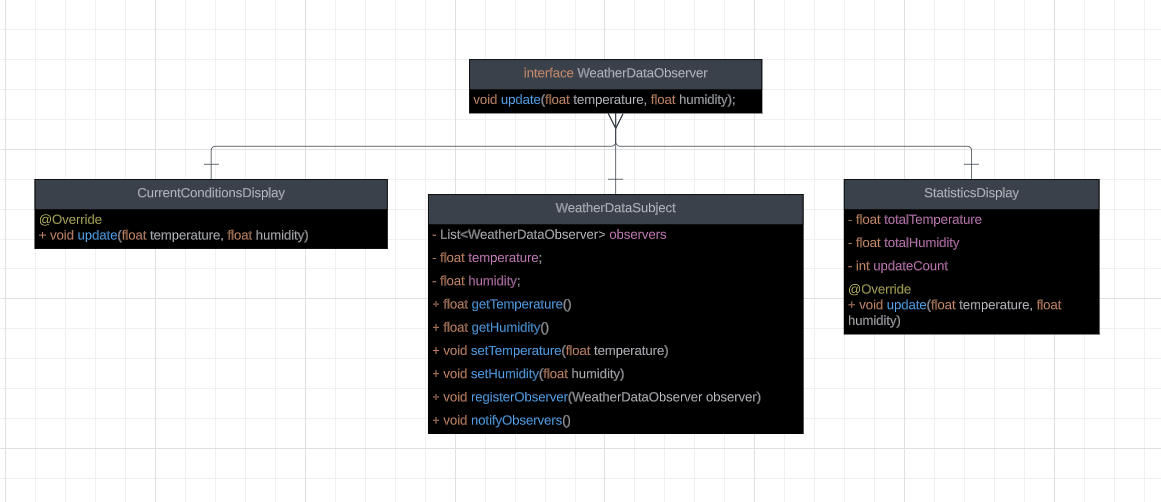 interface WeatherDataObserver
void update(float temperature, float humidity);
CurrentConditionsDisplay
@Override
+ void update(float temperature, float humidity)
WeatherDataSubject
- List<WeatherDataObserver> observers
- float temperature;
- float humidity;
+ float getTemperature()
+ float getHumidity()
+ void setTemperature(float temperature)
+ void setHumidity(float humidity)
+ void registerObserver(WeatherDataObserver observer)
+ void notifyObservers()
StatisticsDisplay
- float totalTemperature
- float totalHumidity
- int updateCount
@Override
+ void update(float temperature, float
humidity)